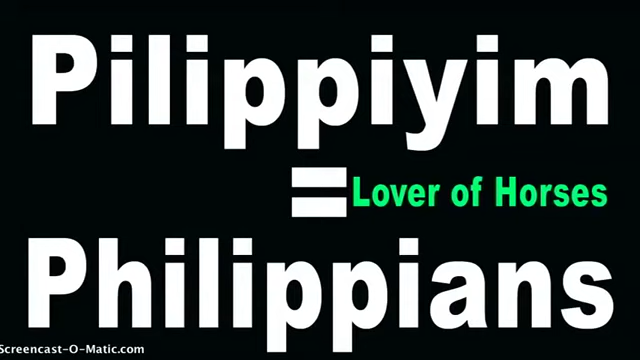 Pilippiyim
= Lover of Horses
Philippians
Screencast-O-Matic.com